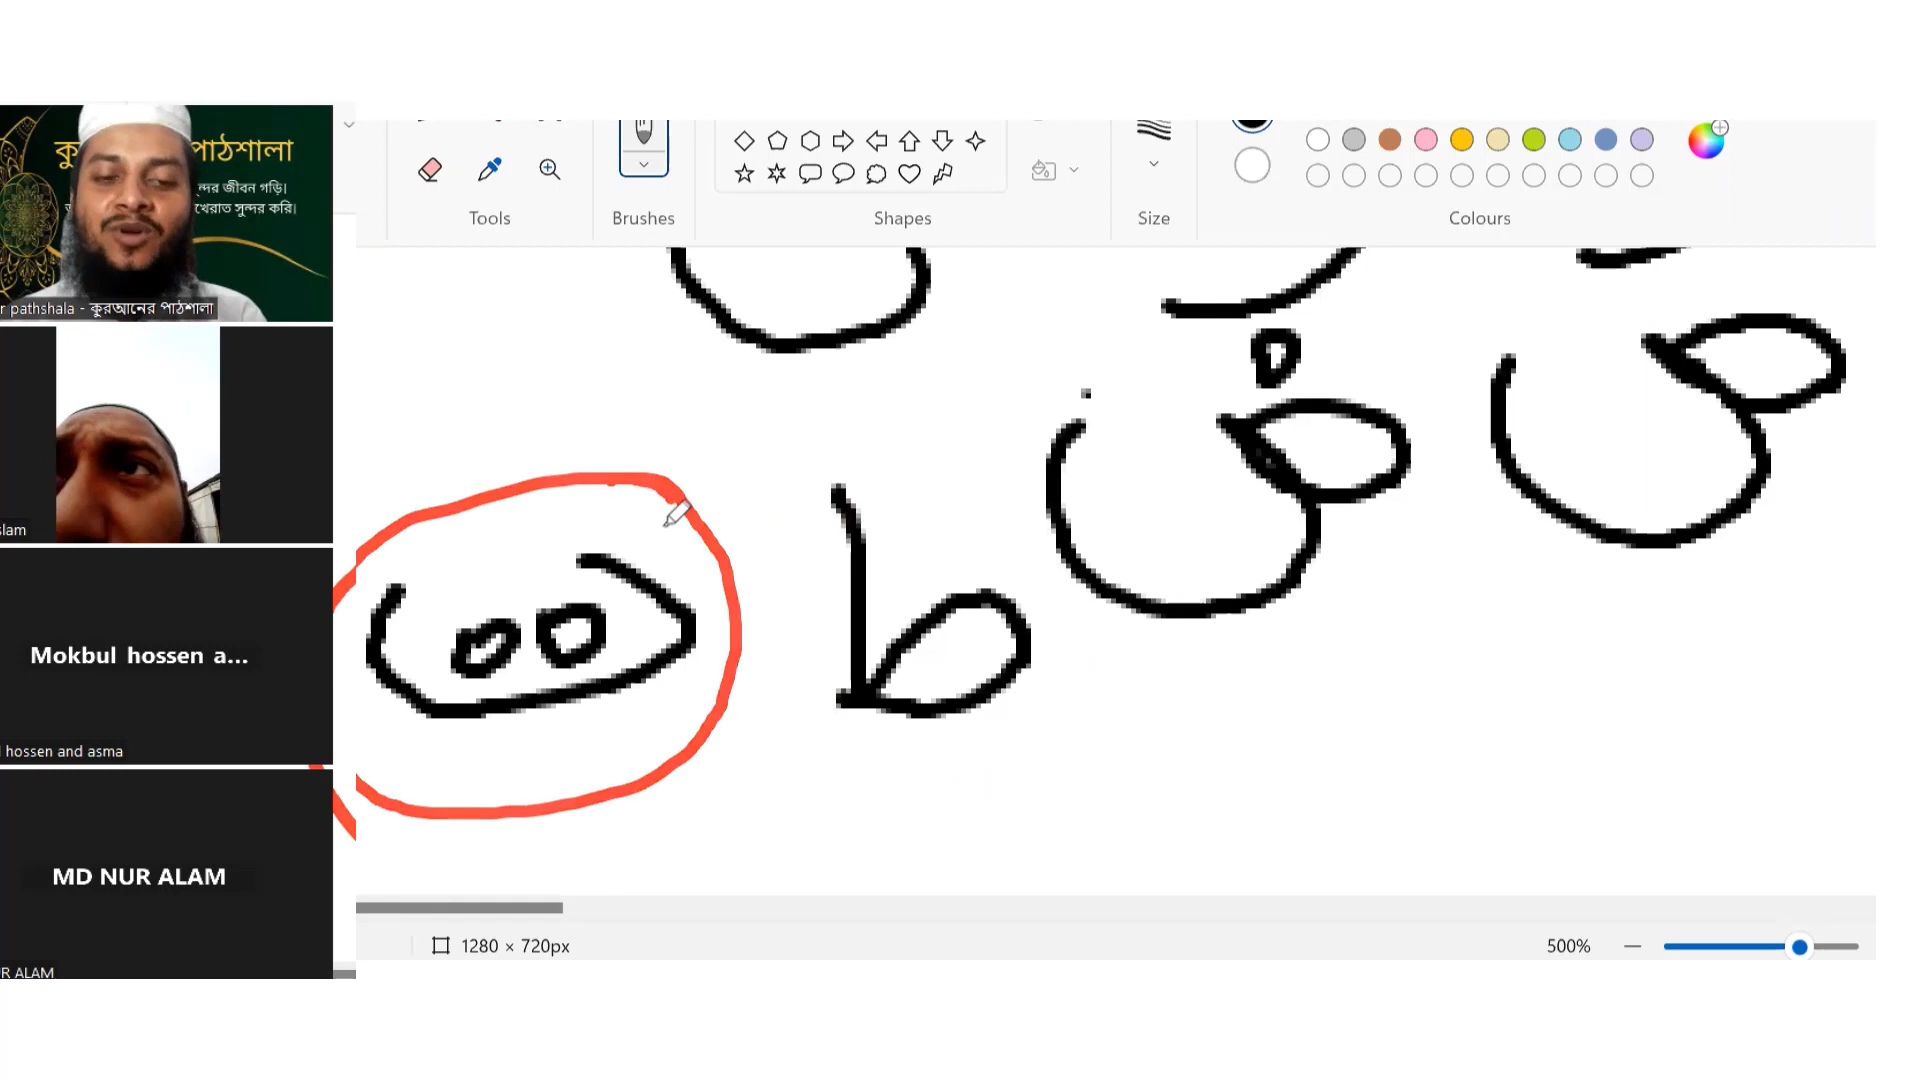 পাঠশালা
ন্দর জীবন গড়ি।
খেরাত সুন্দর করি।
r pathshala - কুরআনের পাঠশালা
slam
Mokbul hossen a...
hossen and asma
MD NUR ALAM
R ALAM
Tools
Brushes
Shapes
Size
Colours
ص
ض
ط
ت
1280 × 720px
500%